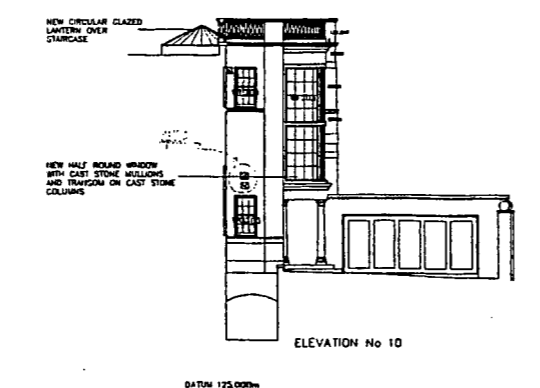 NEW CIRCULAR GLAZED
LANTERN OVER
STAIRCASE
NEW HALF ROUND WINDOW
WITH CAST STONE MULLIONS
AND TRANSOM ON CAST STONE
COLUMNS
ELEVATION No 10
DATUM 125.000m